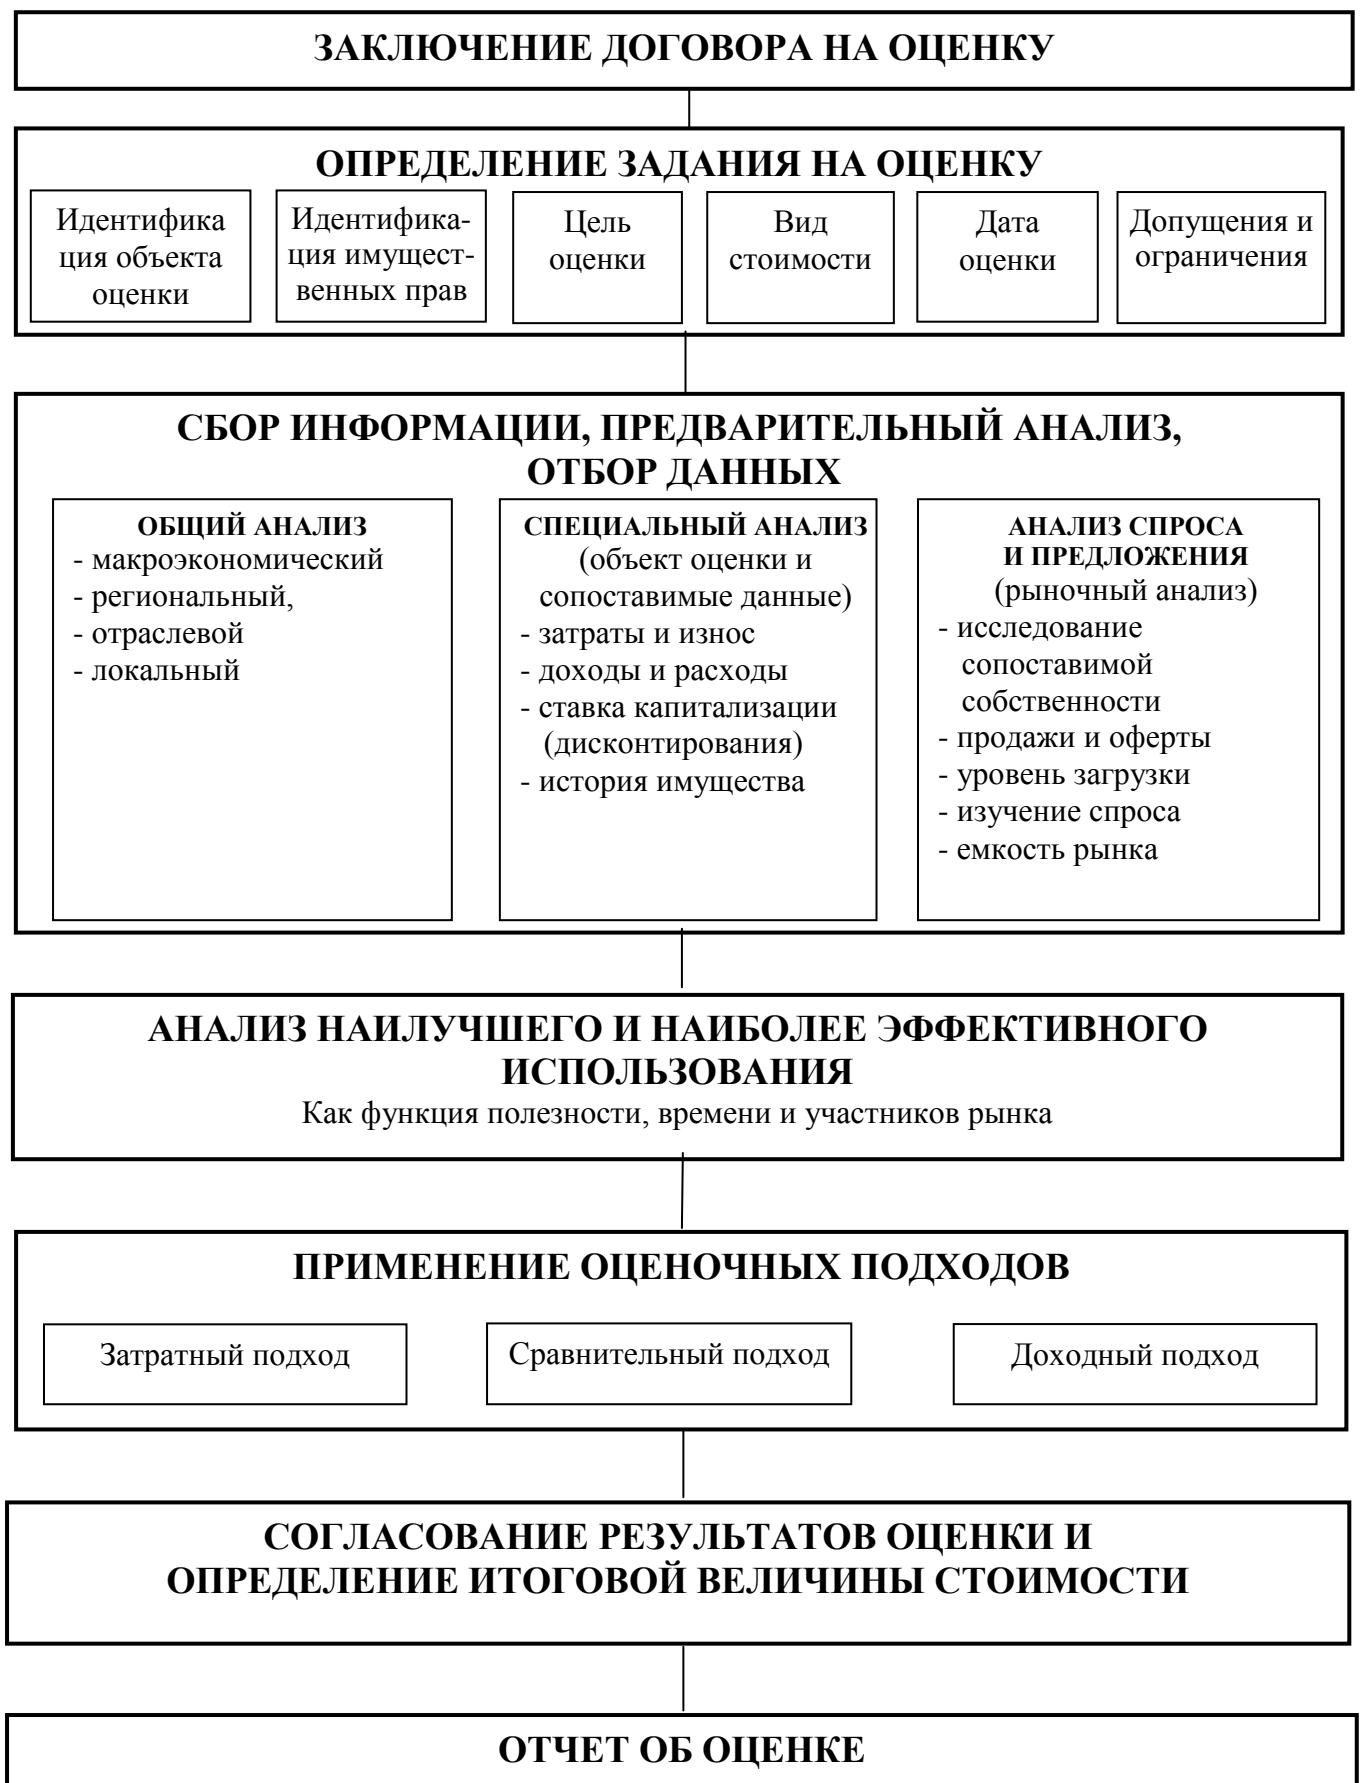 ЗАКЛЮЧЕНИЕ ДОГОВОРА НА ОЦЕНКУ
ОПРЕДЕЛЕНИЕ ЗАДАНИЯ НА ОЦЕНКУ
Идентифика
ция объекта
оценки
Идентифика-
ция имущест-
венных прав
Цель
оценки
Вид
стоимости
Дата
оценки
Допущения и
ограничения
СБОР ИНФОРМАЦИИ, ПРЕДВАРИТЕЛЬНЫЙ АНАЛИЗ,
ОТБОР ДАННЫХ
ОБЩИЙ АНАЛИЗ
- макроэкономический
- региональный,
- отраслевой
- локальный
СПЕЦИАЛЬНЫЙ АНАЛИЗ
(объект оценки и
сопоставимые данные)
- затраты и износ
- доходы и расходы
- ставка капитализации
(дисконтирования)
- история имущества
АНАЛИЗ СПРОСА
И ПРЕДЛОЖЕНИЯ
(рыночный анализ)
- исследование
сопоставимой
собственности
- продажи и оферты
- уровень загрузки
- изучение спроса
- емкость рынка
АНАЛИЗ НАИЛУЧШЕГО И НАИБОЛЕЕ ЭФФЕКТИВНОГО
ИСПОЛЬЗОВАНИЯ
Как функция полезности, времени и участников рынка
ПРИМЕНЕНИЕ ОЦЕНОЧНЫХ ПОДХОДОВ
Затратный подход
Сравнительный подход
Доходный подход
СОГЛАСОВАНИЕ РЕЗУЛЬТАТОВ ОЦЕНКИ И
ОПРЕДЕЛЕНИЕ ИТОГОВОЙ ВЕЛИЧИНЫ СТОИМОСТИ
ОТЧЕТ ОБ ОЦЕНКЕ